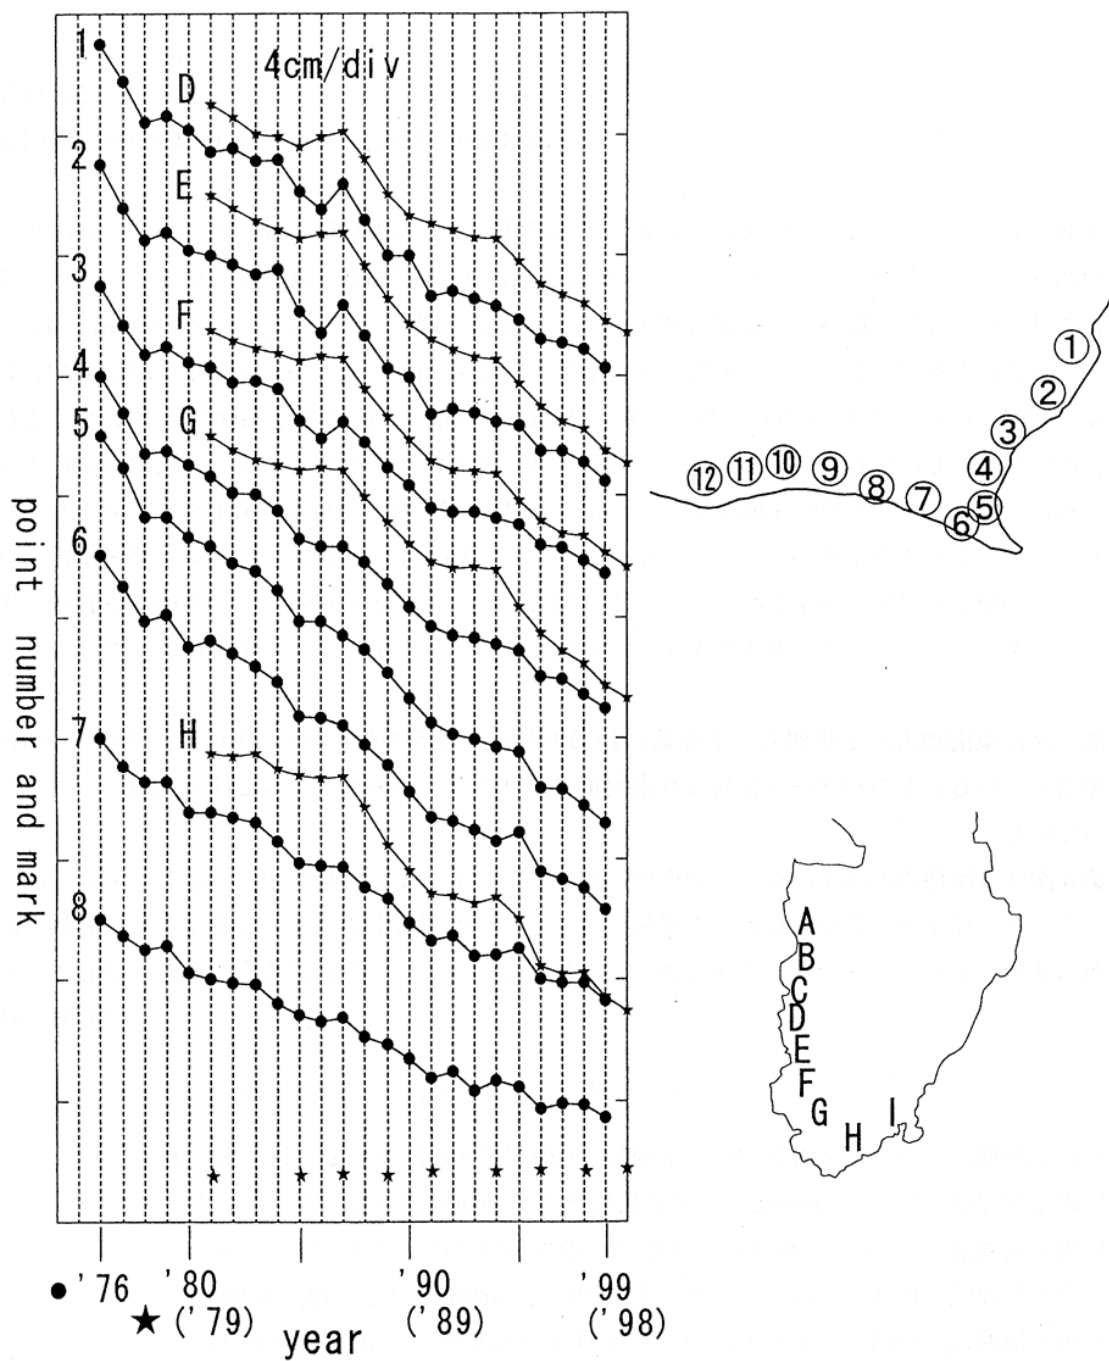 4cm/div
1
D
2
E
3
F
4
G
5
6
7
H
8
point number and mark
● '76 '80 '90 '99
★ ('79) ('89) ('98)
year
①
②
③
④
⑤
⑥
⑦
⑧
⑨
⑩
⑪
⑫
A
B
C
D
E
F
G
H
I